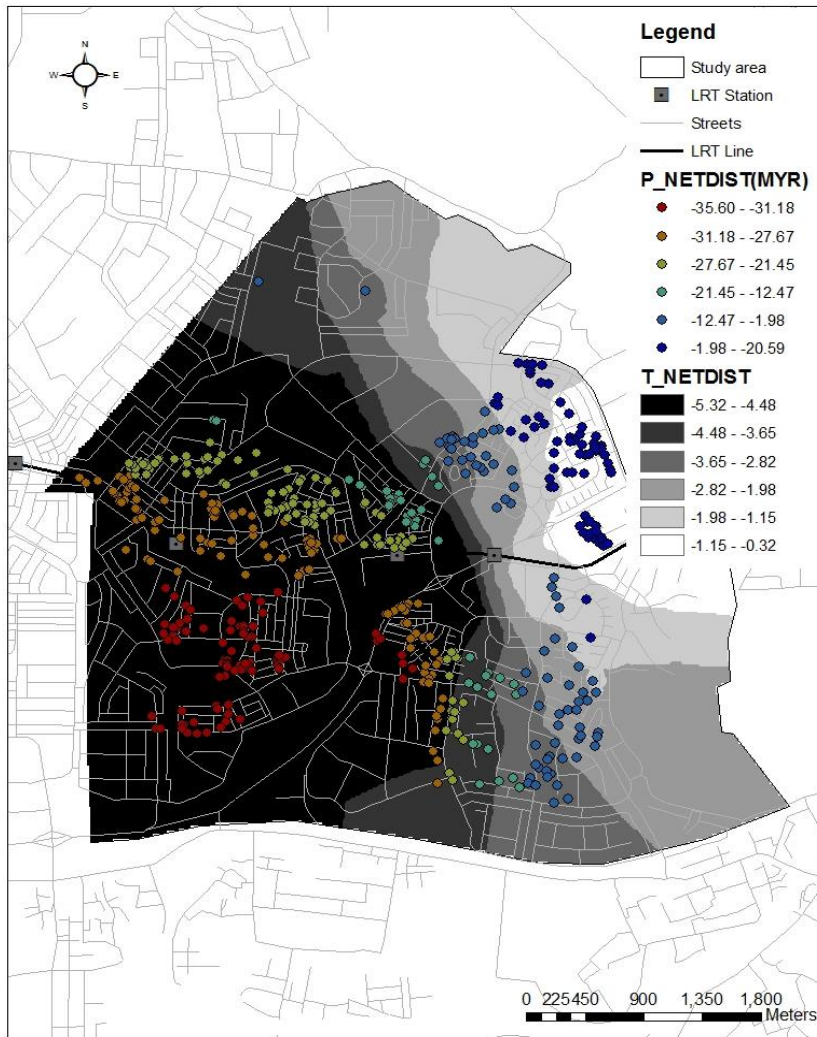 N
W E
S
Legend
Study area
LRT Station
Streets
LRT Line
P_NETDIST(MYR)
-35.60 - -31.18
-31.18 - -27.67
-27.67 - -21.45
-21.45 - -12.47
-12.47 - -1.98
-1.98 - -20.59
T_NETDIST
-5.32 - -4.48
-4.48 - -3.65
-3.65 - -2.82
-2.82 - -1.98
-1.98 - -1.15
-1.15 - -0.32
0 225450 900 1,350 1,800
Meters